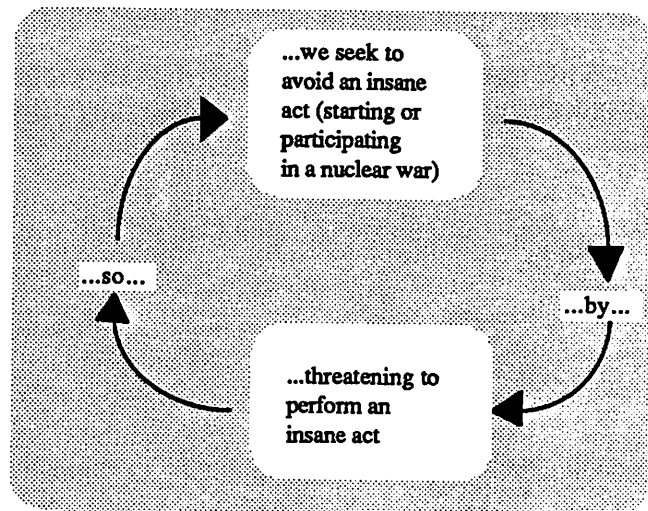 ...we seek to
avoid an insane
act (starting or
participating
in a nuclear war)
...so...
...by...
...threatening to
perform an
insane act